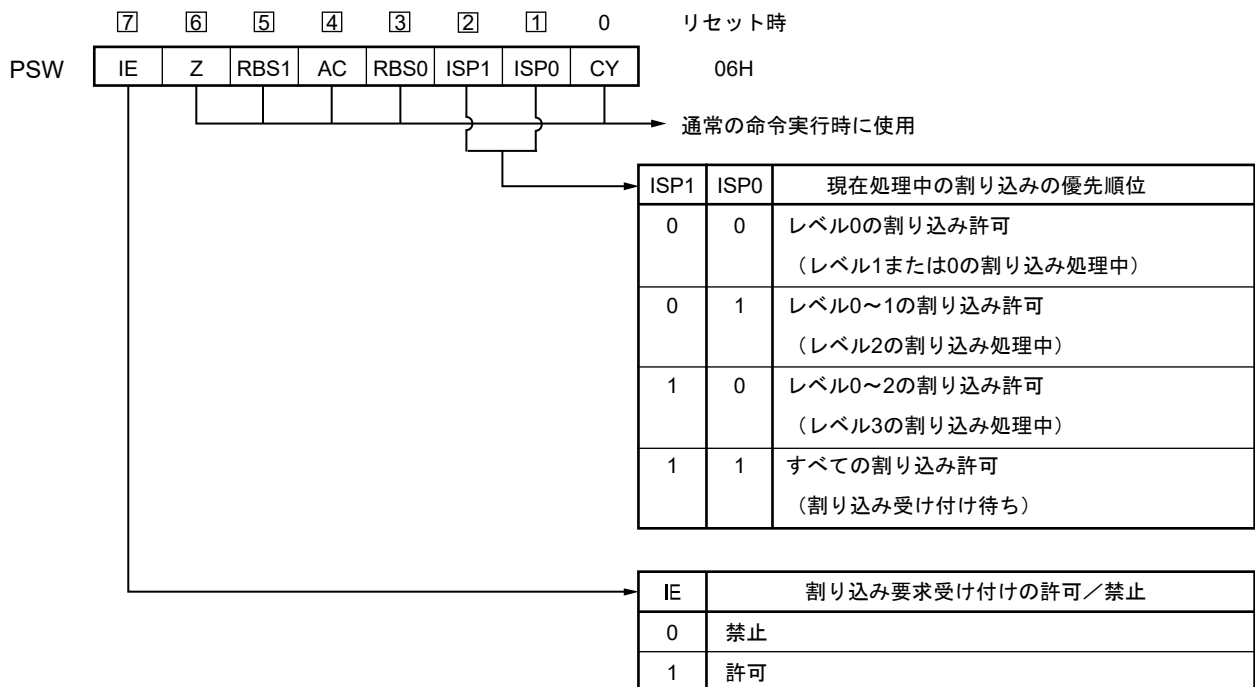 7 6 5 4 3 2 1 0 リセット時
PSW IE Z RBS1 AC RBS0 ISP1 ISP0 CY 06H
通常の命令実行時に使用
ISP1 ISP0 現在処理中の割り込みの優先順位
0 0 レベル0の割り込み許可
（レベル1または0の割り込み処理中）
0 1 レベル0～1の割り込み許可
（レベル2の割り込み処理中）
1 0 レベル0～2の割り込み許可
（レベル3の割り込み処理中）
1 1 すべての割り込み許可
（割り込み受け付け待ち）
IE 割り込み要求受け付けの許可／禁止
0 禁止
1 許可